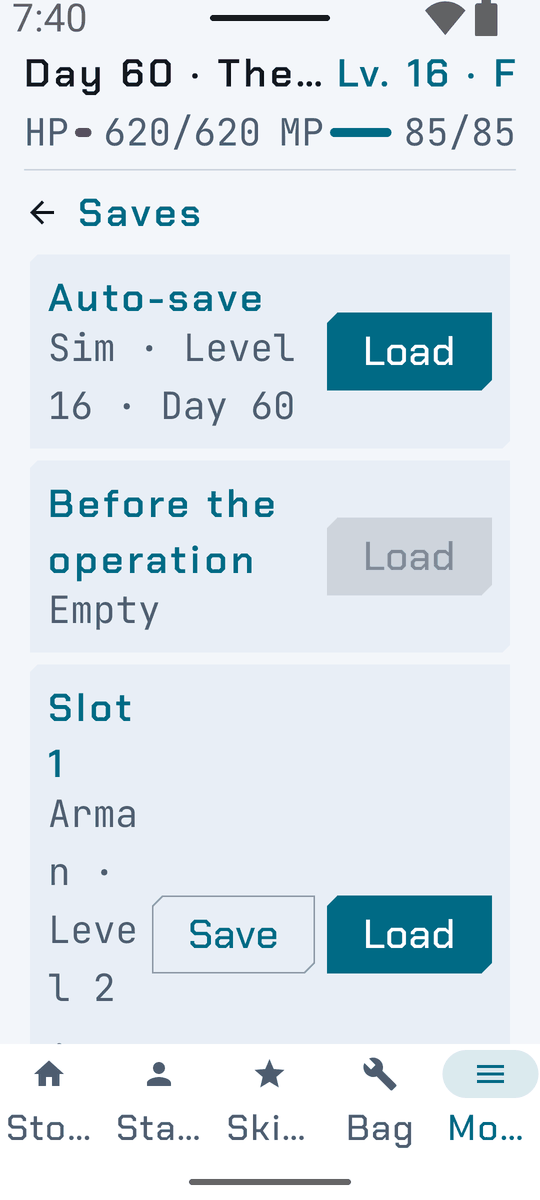 7:40
Day 60 · The… Lv. 16 · F
HP 620/620 MP 85/85
Saves
Auto-save
Sim · Level
16 · Day 60
Load
Before the
operation
Empty
Load
Slot
1
Arma
n ·
Leve
l 2
Save
Load
Sto… Sta… Ski… Bag Mo…